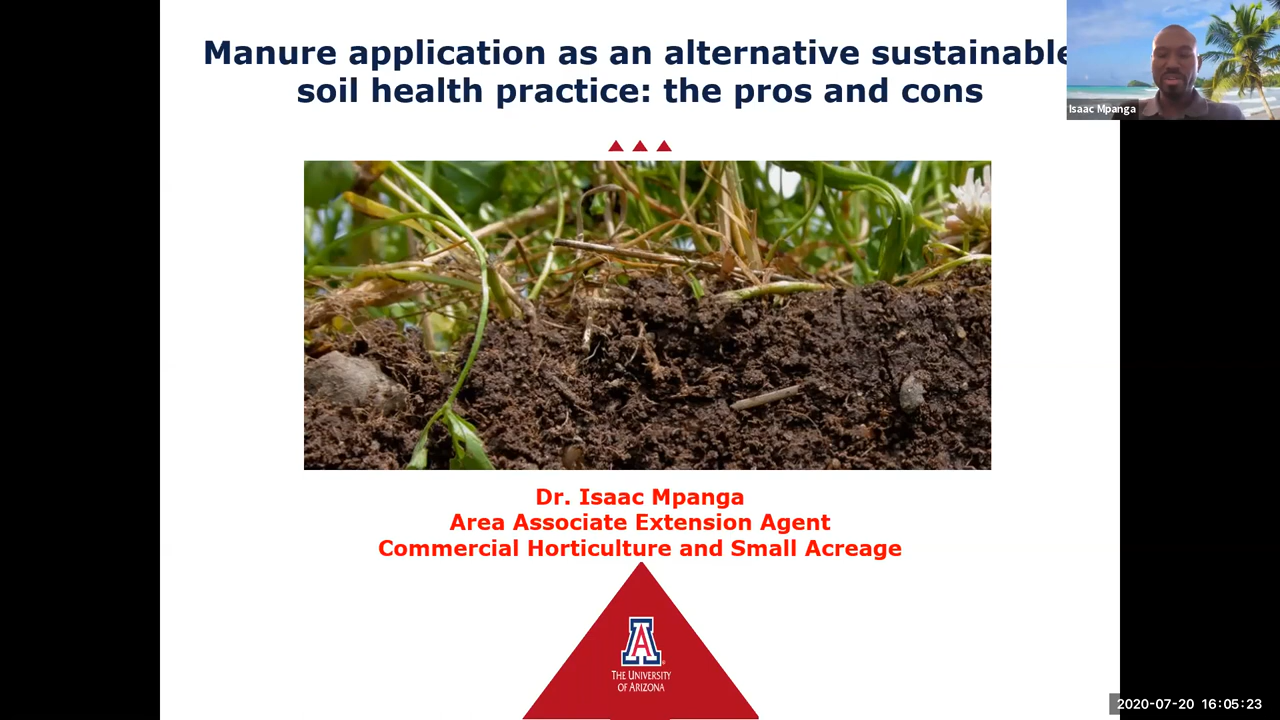 Manure application as an alternative sustainable
soil health practice: the pros and cons
Isaac Mpanga
Dr. Isaac Mpanga
Area Associate Extension Agent
Commercial Horticulture and Small Acreage
A
THE UNIVERSITY
OF ARIZONA
2020-07-20 16:05:23